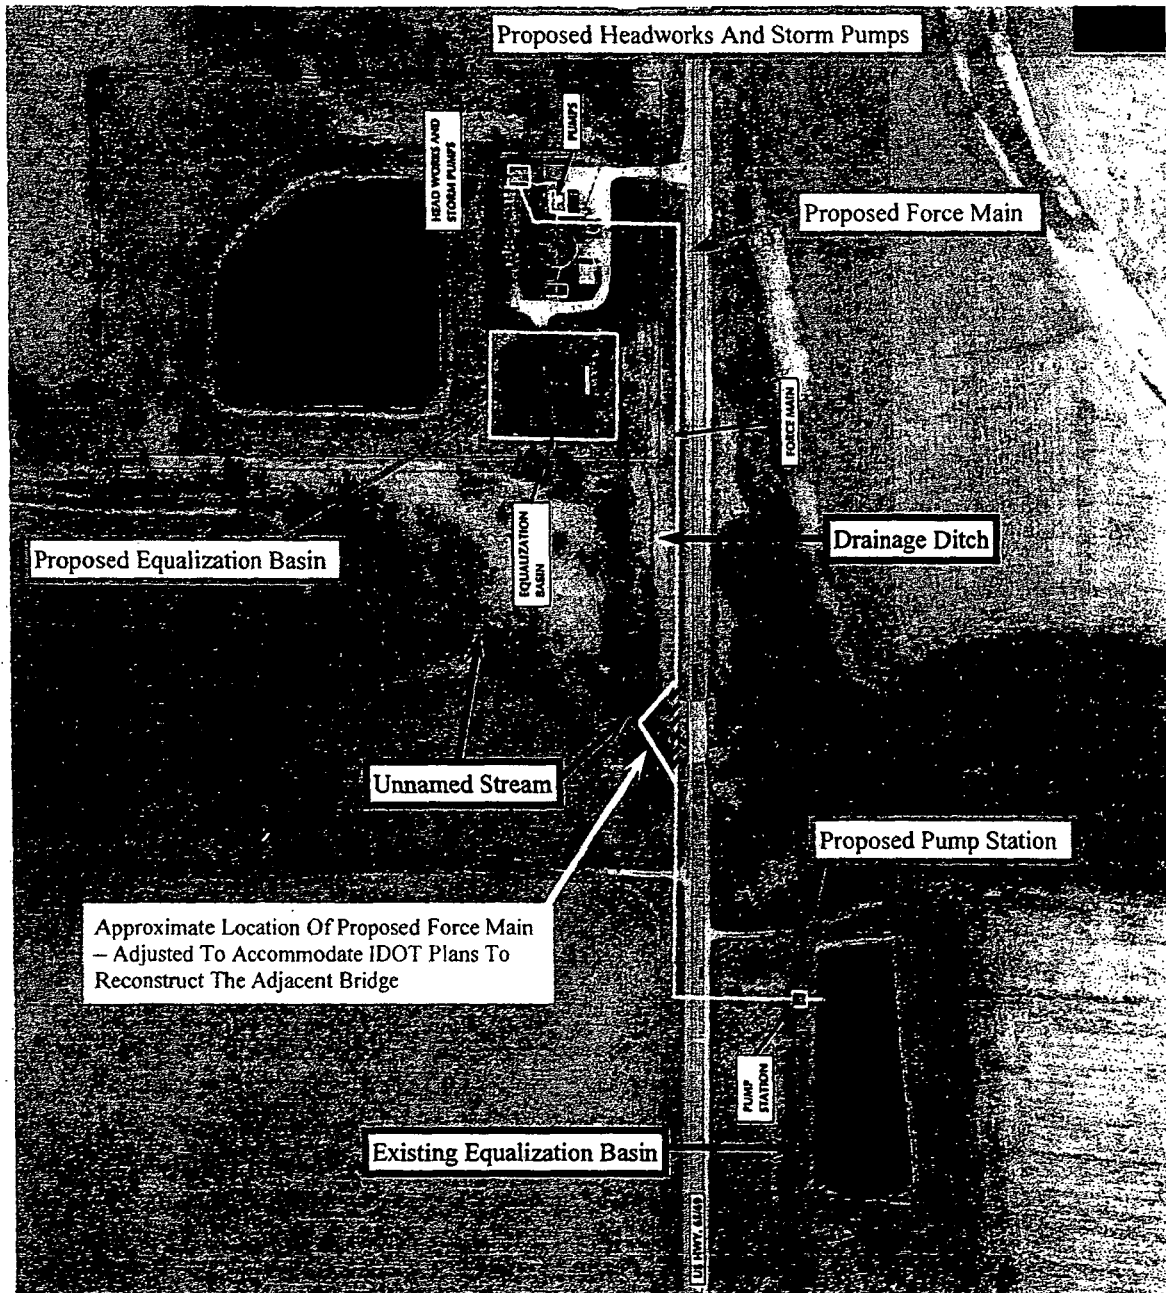 Proposed Headworks And Storm Pumps
HEAD WORKS AND
STORM PUMPS
PUMPS
Proposed Force Main
FORCE MAIN
Proposed Equalization Basin
EQUALIZATION
BASIN
Drainage Ditch
Unnamed Stream
Proposed Pump Station
Approximate Location Of Proposed Force Main
– Adjusted To Accommodate IDOT Plans To
Reconstruct The Adjacent Bridge
PUMP
STATION
Existing Equalization Basin